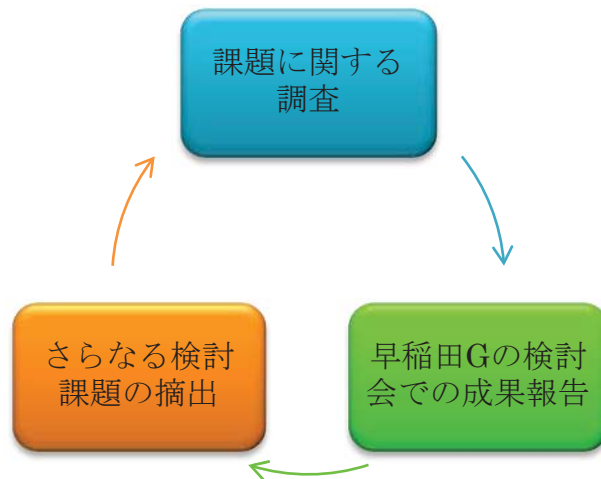 課題に関する
調査
早稲田Gの検討
会での成果報告
さらなる検討
課題の摘出